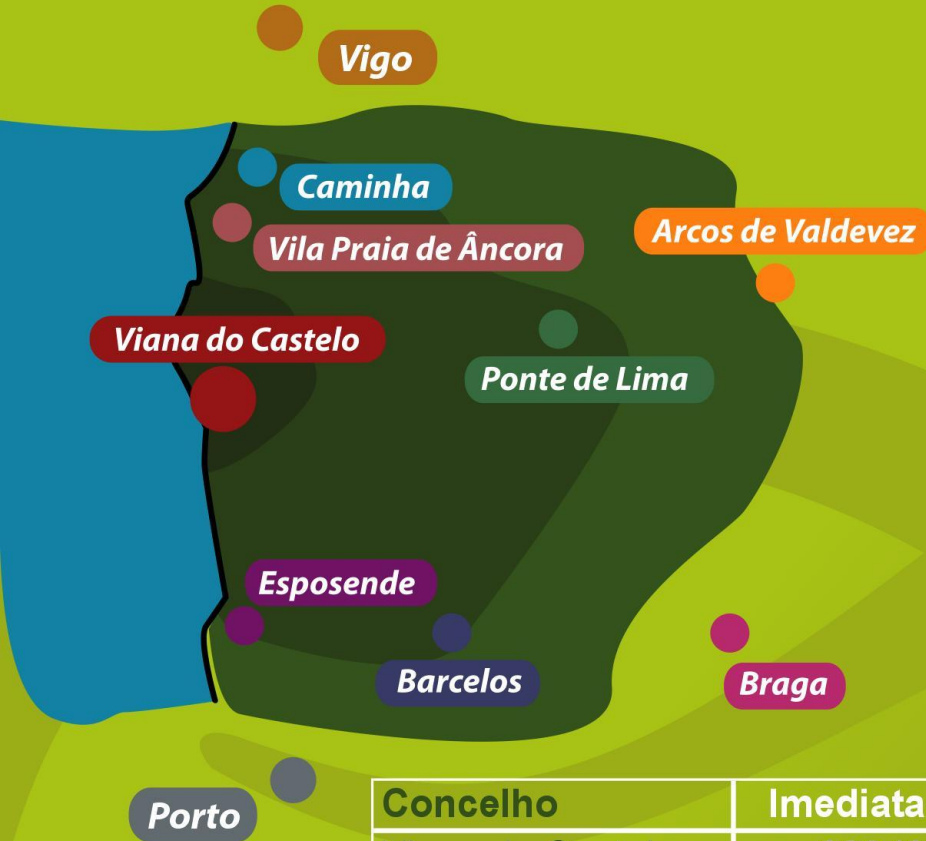 Vigo
Caminha
Vila Praia de Âncora
Arcos de Valdevez
Viana do Castelo
Ponte de Lima
Esposende
Barcelos
Braga
Porto
Concelho
Imediata